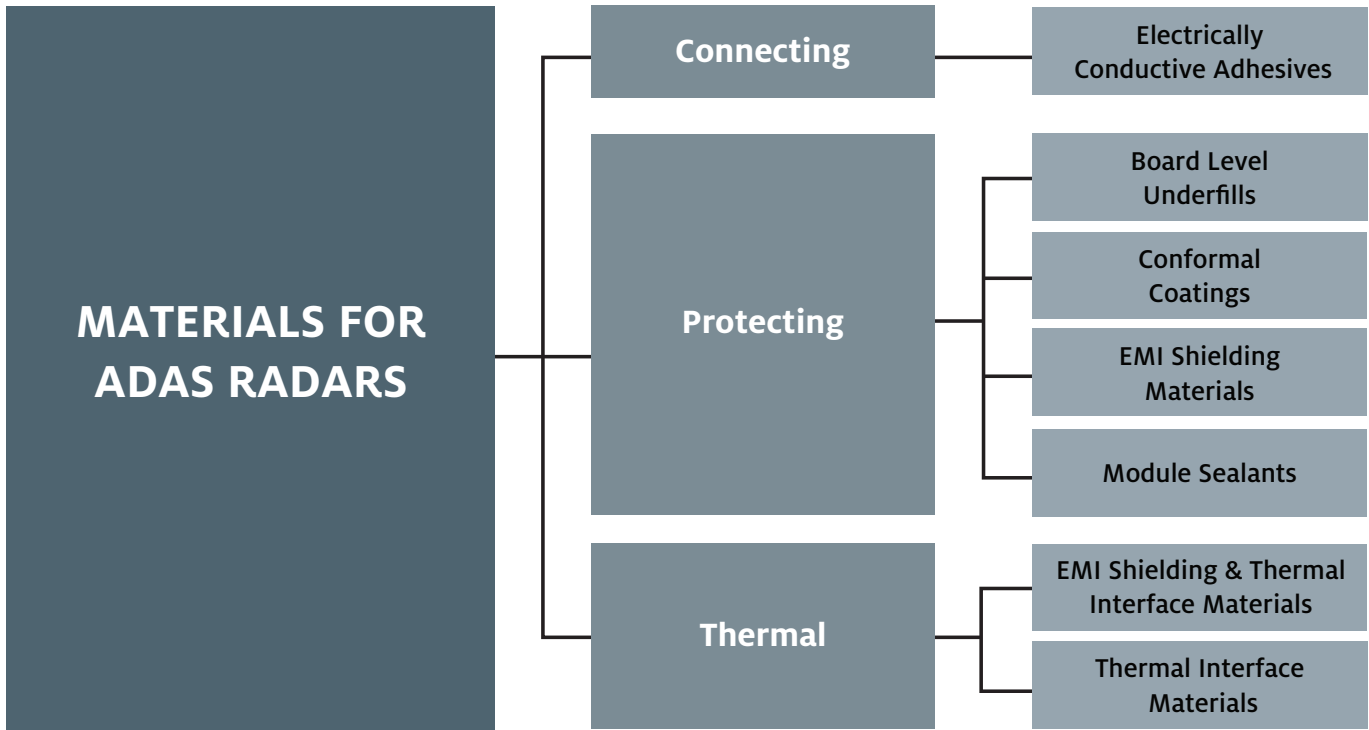 MATERIALS FOR
ADAS RADARS
Connecting
Electrically
Conductive Adhesives
Protecting
Board Level
Underfills
Conformal
Coatings
EMI Shielding
Materials
Module Sealants
Thermal
EMI Shielding & Thermal
Interface Materials
Thermal Interface
Materials